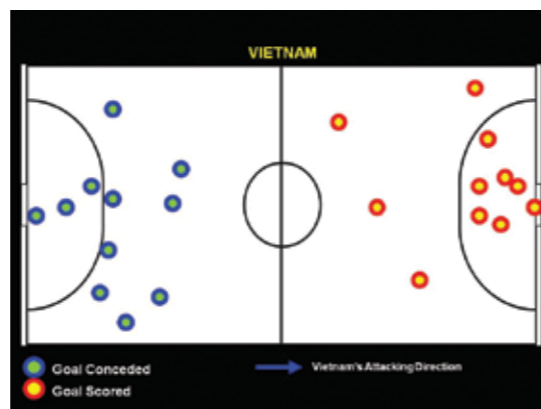 VIETNAM
Goal Conceded
Vietnam's Attacking Direction
Goal Scored